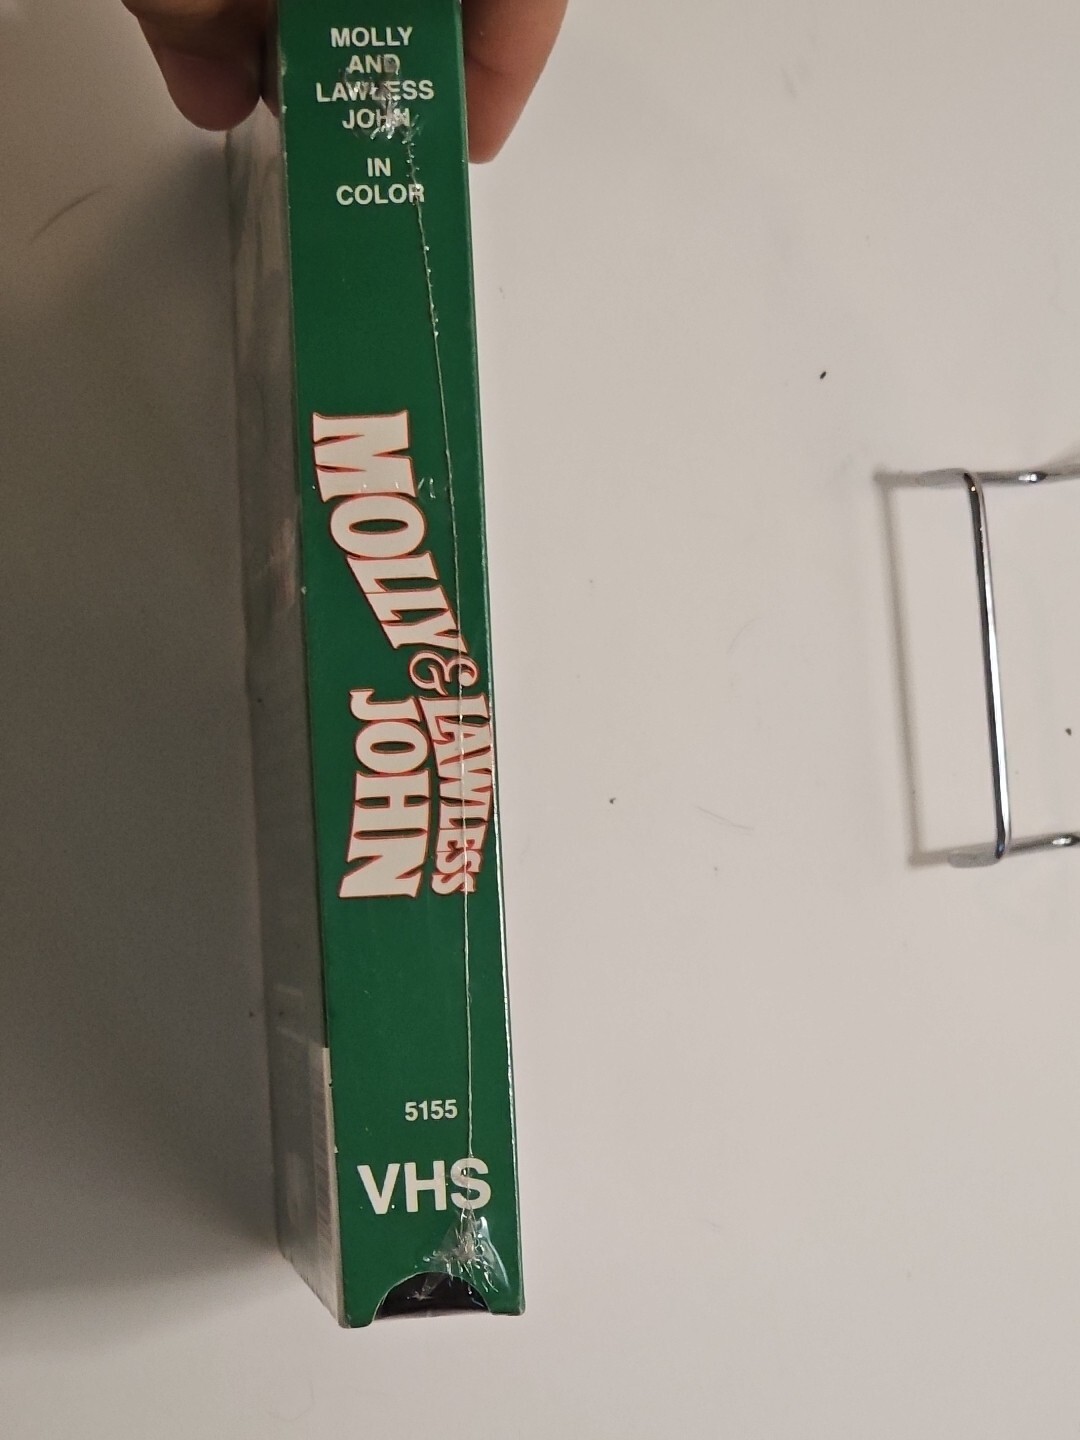 MOLLY
AND
LAWLESS
JOHN
IN
COLOR
MOLLY & LAWLESS
JOHN
5155
VHS